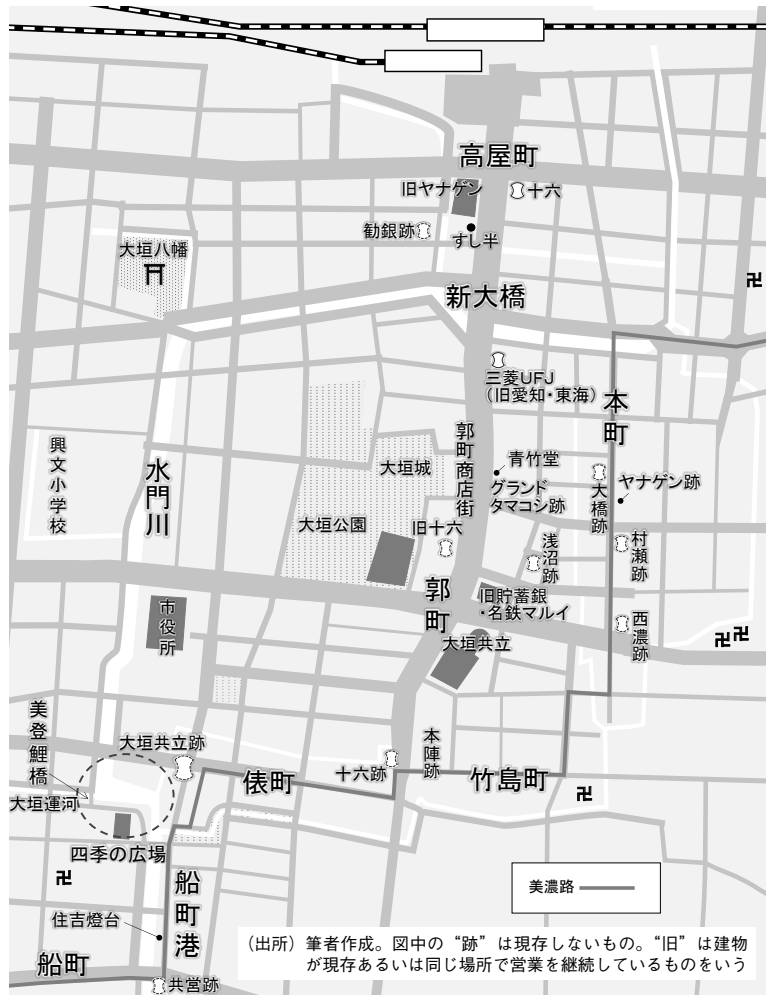 高屋町
旧ヤナゲン
十六
勧銀跡
すし半
大垣八幡
新大橋
三菱UFJ
(旧愛知・東海)
本町
郭町商店街
青竹堂
グランド
タマコシ跡
大垣城
大垣公園
旧十六
興文小学校
水門川
大橋跡
ヤナゲン跡
浅沼跡
村瀬跡
郭町
旧貯蓄銀
・名鉄マルイ
西濃跡
市役所
大垣共立
美登鯉橋
大垣共立跡
本陣跡
十六跡
俵町
竹島町
大垣運河
四季の広場
船町港
住吉燈台
船町
共営跡
美濃路
(出所)筆者作成。図中の“跡”は現存しないもの。“旧”は建物
が現存あるいは同じ場所で営業を継続しているものをいう